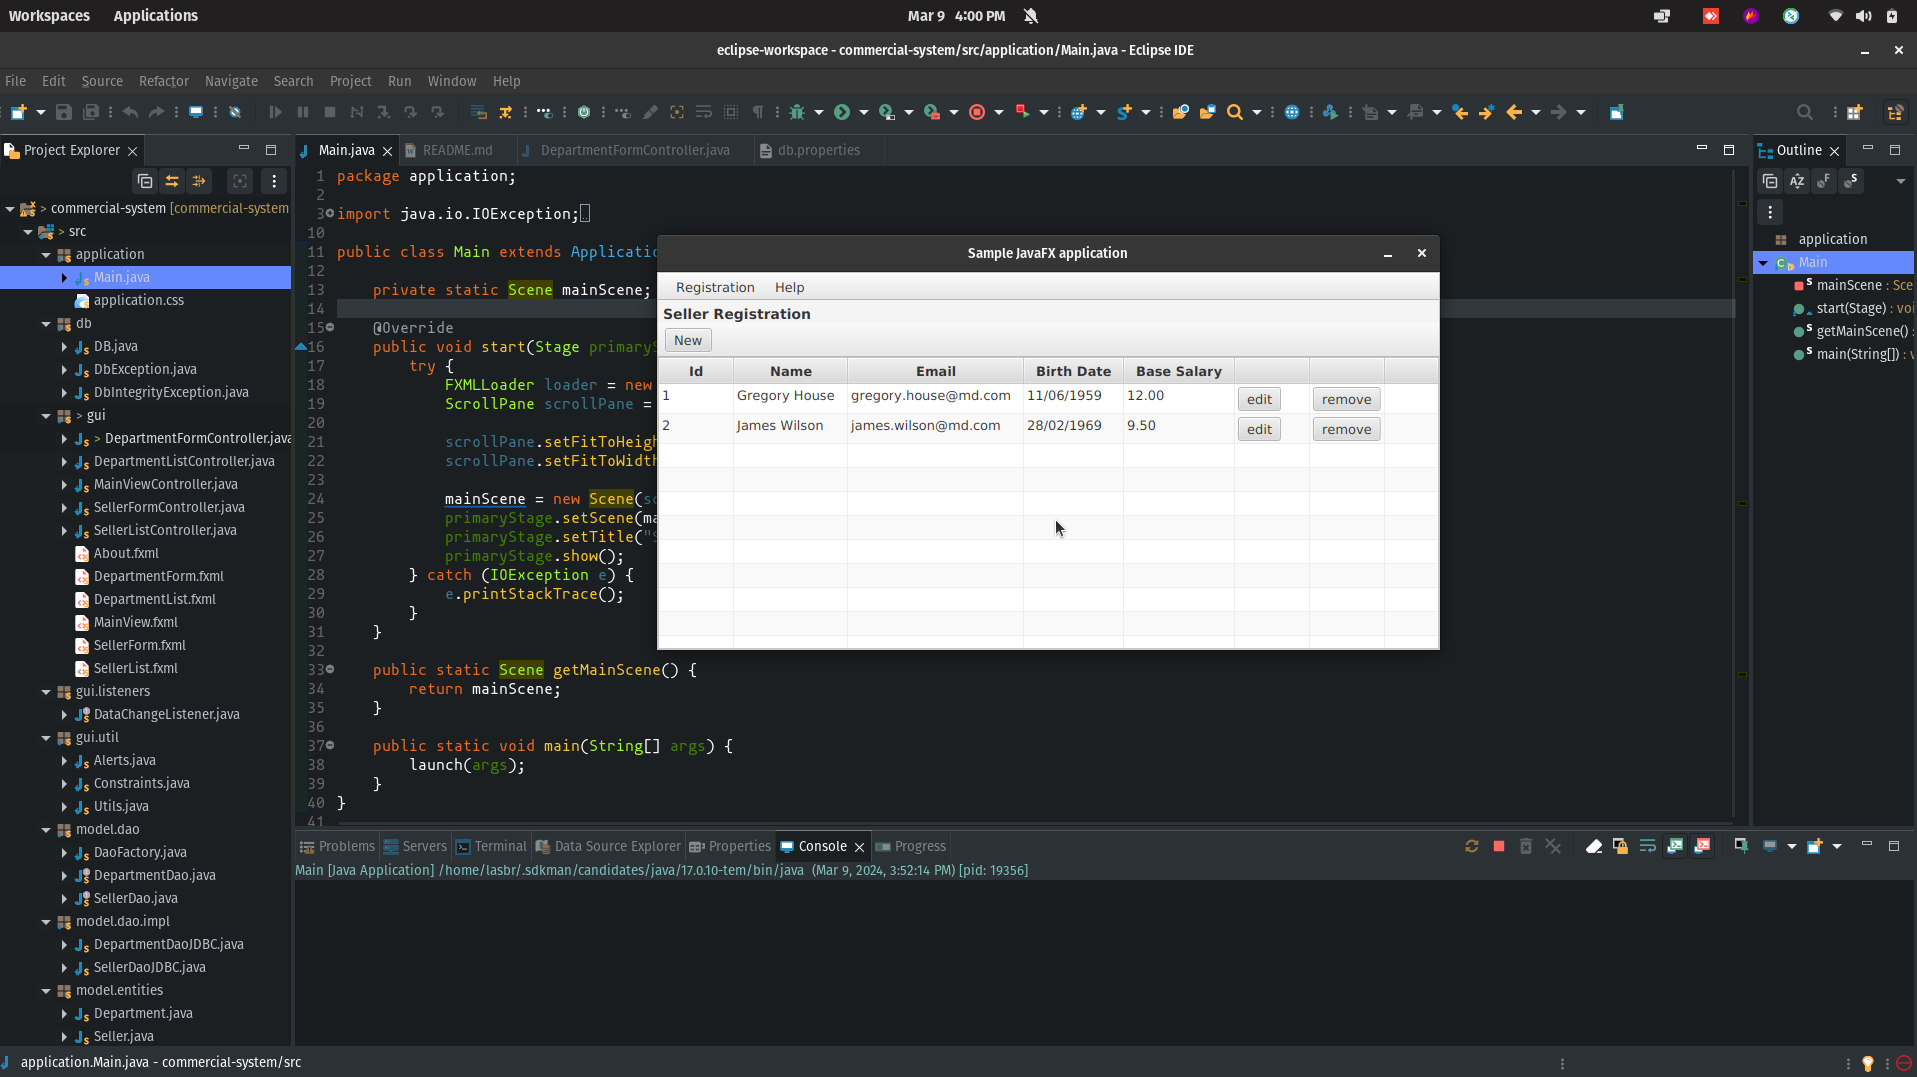 Workspaces Applications Mar 9 4:00 PM
eclipse-workspace - commercial-system/src/application/Main.java - Eclipse IDE
File Edit Source Refactor Navigate Search Project Run Window Help
Project Explorer
> commercial-system [commercial-system
> src
application
Main.java
application.css
db
DB.java
DbException.java
DbIntegrityException.java
> gui
> DepartmentFormController.java
DepartmentListController.java
MainViewController.java
SellerFormController.java
SellerListController.java
About.fxml
DepartmentForm.fxml
DepartmentList.fxml
MainView.fxml
SellerForm.fxml
SellerList.fxml
gui.listeners
DataChangeListener.java
gui.util
Alerts.java
Constraints.java
Utils.java
model.dao
DaoFactory.java
DepartmentDao.java
SellerDao.java
model.dao.impl
DepartmentDaoJDBC.java
SellerDaoJDBC.java
model.entities
Department.java
Seller.java
Main.java README.md DepartmentFormController.java db.properties
1 package application;
2
3 import java.io.IOException;
10
11 public class Main extends Applicatio
12
13 private static Scene mainScene;
14
15 @Override
16 public void start(Stage primaryS
17 try {
18 FXMLLoader loader = new
19 ScrollPane scrollPane =
20
21 scrollPane.setFitToHeigh
22 scrollPane.setFitToWidth
23
24 mainScene = new Scene(sc
25 primaryStage.setScene(ma
26 primaryStage.setTitle("S
27 primaryStage.show();
28 } catch (IOException e) {
29 e.printStackTrace();
30 }
31 }
32
33 public static Scene getMainScene() {
34 return mainScene;
35 }
36
37 public static void main(String[] args) {
38 launch(args);
39 }
40 }
41
Sample JavaFX application
Registration Help
Seller Registration
New
Id Name Email Birth Date Base Salary
1 Gregory House gregory.house@md.com 11/06/1959 12.00 edit remove
2 James Wilson james.wilson@md.com 28/02/1969 9.50 edit remove
Outline
application
Main
mainScene : Sce
start(Stage) : voi
getMainScene() :
main(String[]) : v
Problems Servers Terminal Data Source Explorer Properties Console Progress
Main [Java Application] /home/lasbr/.sdkman/candidates/java/17.0.10-tem/bin/java (Mar 9, 2024, 3:52:14 PM) [pid: 19356]
application.Main.java - commercial-system/src